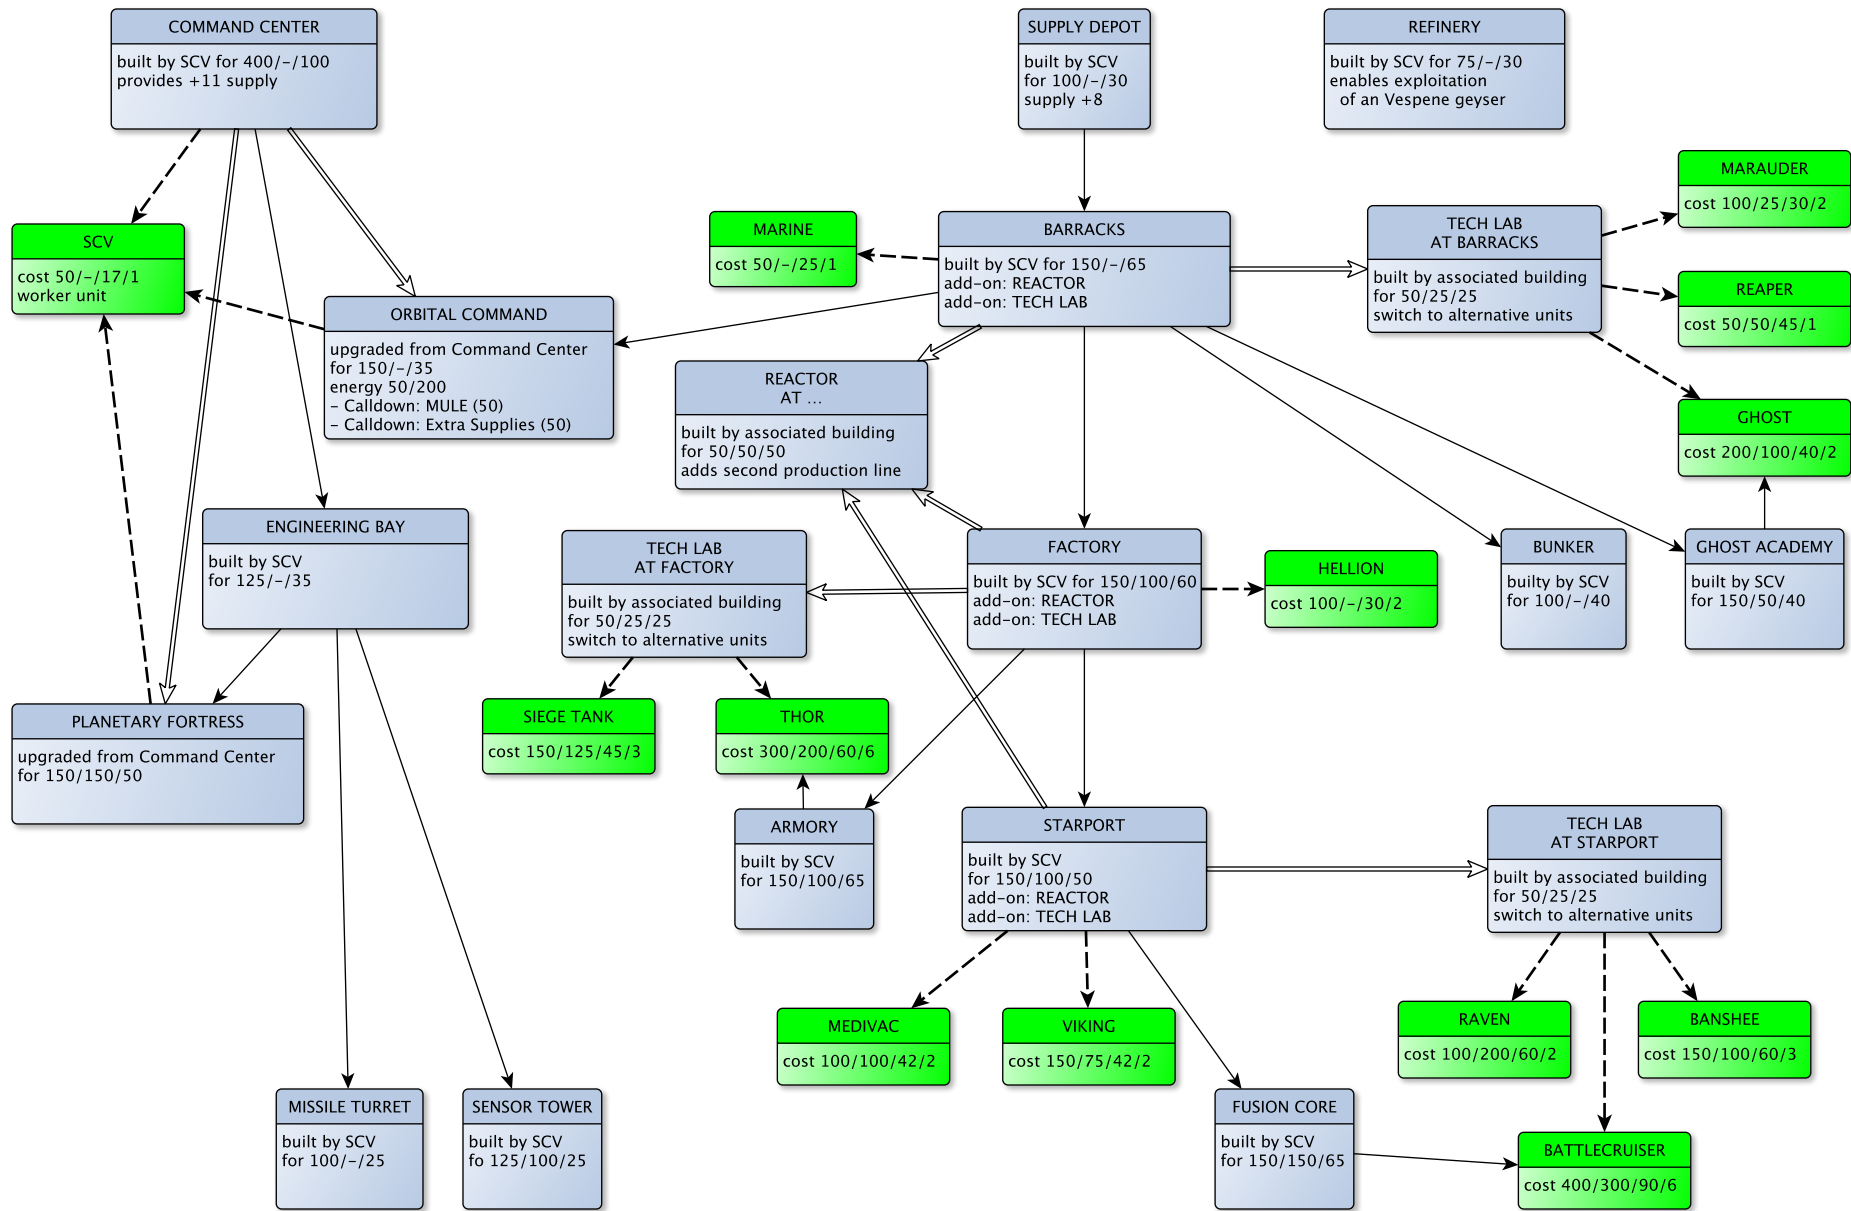 COMMAND CENTER
built by SCV for 400/-/100
provides +11 supply
SUPPLY DEPOT
built by SCV
for 100/-/30
supply +8
REFINERY
built by SCV for 75/-/30
enables exploitation
of an Vespene geyser
MARAUDER
cost 100/25/30/2
SCV
cost 50/-/17/1
worker unit
MARINE
cost 50/-/25/1
BARRACKS
built by SCV for 150/-/65
add-on: REACTOR
add-on: TECH LAB
TECH LAB
AT BARRACKS
built by associated building
for 50/25/25
switch to alternative units
REAPER
cost 50/50/45/1
ORBITAL COMMAND
upgraded from Command Center
for 150/-/35
energy 50/200
- Calldown: MULE (50)
- Calldown: Extra Supplies (50)
REACTOR
AT ...
built by associated building
for 50/50/50
adds second production line
GHOST
cost 200/100/40/2
ENGINEERING BAY
built by SCV
for 125/-/35
TECH LAB
AT FACTORY
built by associated building
for 50/25/25
switch to alternative units
FACTORY
built by SCV for 150/100/60
add-on: REACTOR
add-on: TECH LAB
HELLION
cost 100/-/30/2
BUNKER
builty by SCV
for 100/-/40
GHOST ACADEMY
built by SCV
for 150/50/40
PLANETARY FORTRESS
upgraded from Command Center
for 150/150/50
SIEGE TANK
cost 150/125/45/3
THOR
cost 300/200/60/6
ARMORY
built by SCV
for 150/100/65
STARPORT
built by SCV
for 150/100/50
add-on: REACTOR
add-on: TECH LAB
TECH LAB
AT STARPORT
built by associated building
for 50/25/25
switch to alternative units
MEDIVAC
cost 100/100/42/2
VIKING
cost 150/75/42/2
RAVEN
cost 100/200/60/2
BANSHEE
cost 150/100/60/3
MISSILE TURRET
built by SCV
for 100/-/25
SENSOR TOWER
built by SCV
fo 125/100/25
FUSION CORE
built by SCV
for 150/150/65
BATTLECRUISER
cost 400/300/90/6